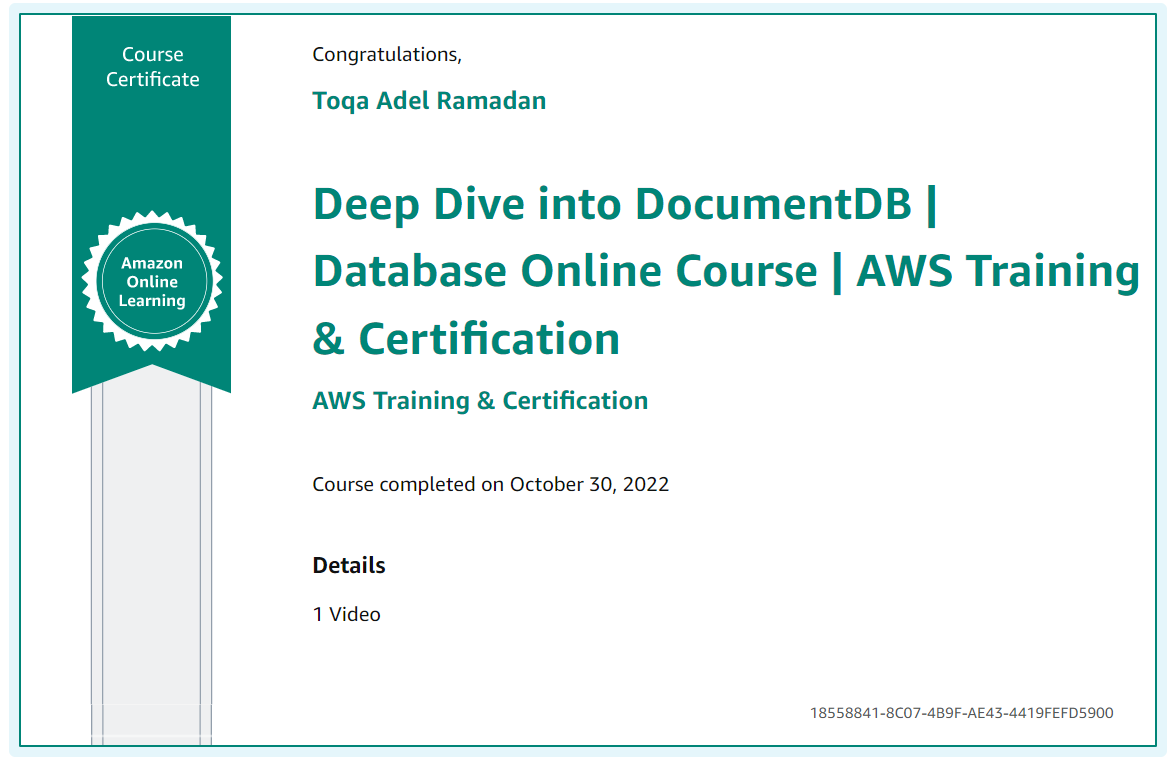 Course
Certificate
Amazon
Online
Learning
Congratulations,
Toqa Adel Ramadan
Deep Dive into DocumentDB |
Database Online Course | AWS Training
& Certification
AWS Training & Certification
Course completed on October 30, 2022
Details
1 Video
18558841-8C07-4B9F-AE43-4419FEFD5900